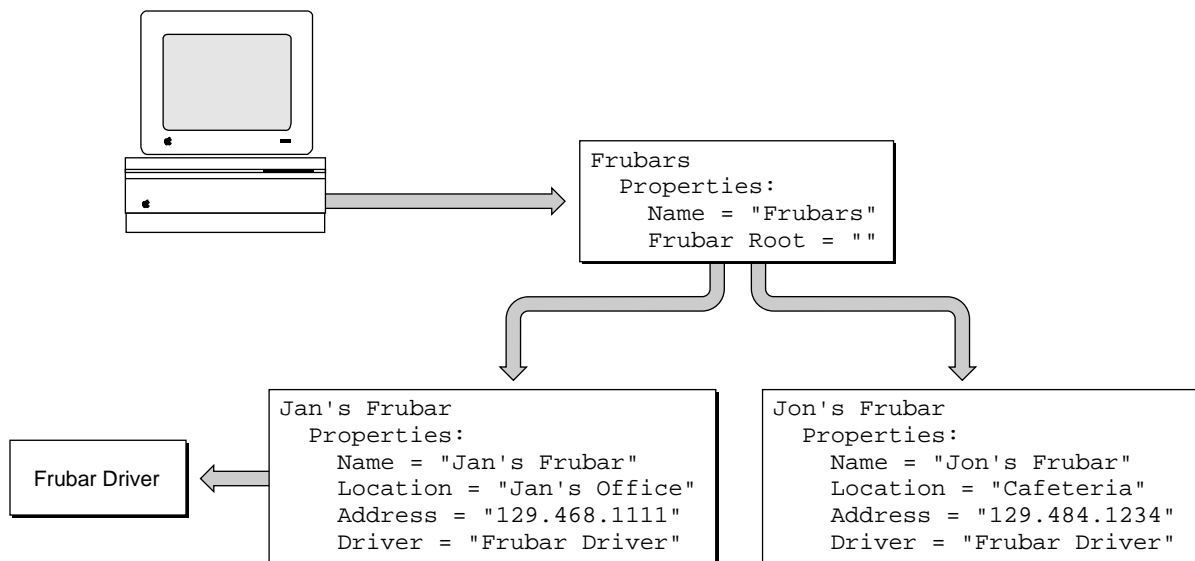 Frubars
Properties:
Name = "Frubars"
Frubar Root = ""
Jan's Frubar
Properties:
Name = "Jan's Frubar"
Location = "Jan's Office"
Address = "129.468.1111"
Driver = "Frubar Driver"
Jon's Frubar
Properties:
Name = "Jon's Frubar"
Location = "Cafeteria"
Address = "129.484.1234"
Driver = "Frubar Driver"
Frubar Driver